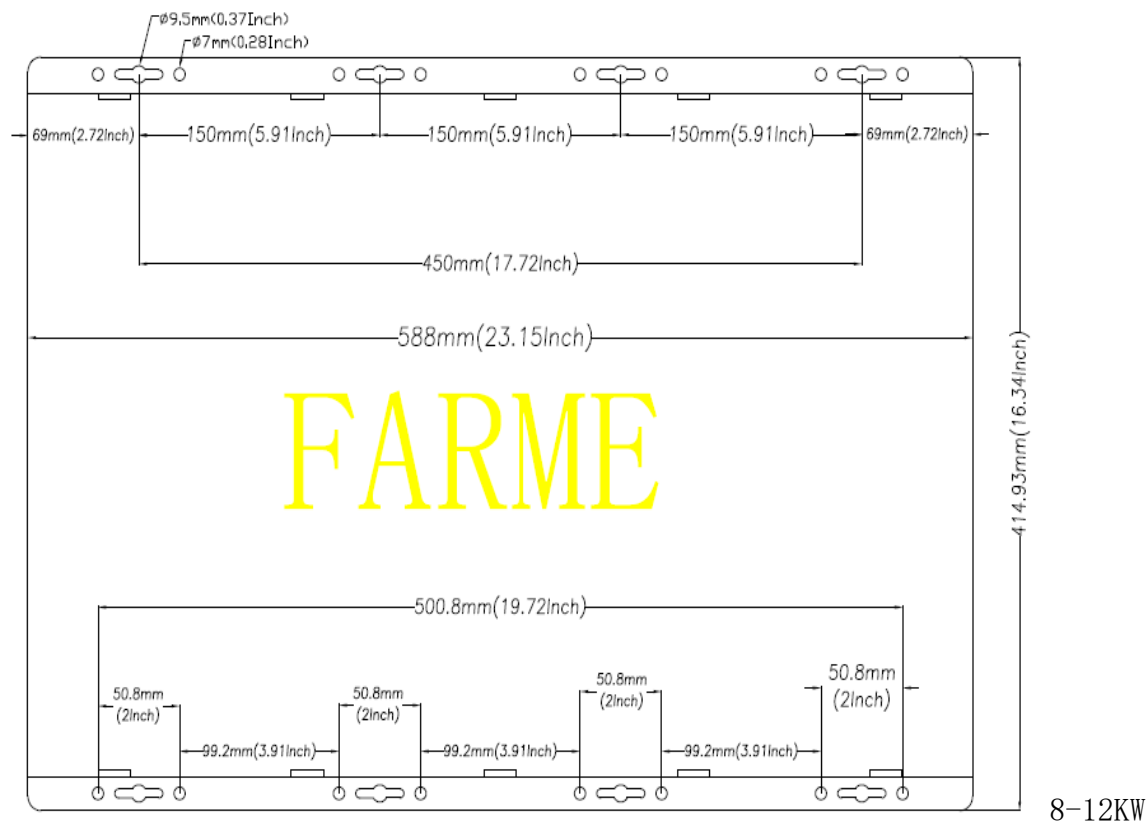 ø9.5mm(0.37Inch)
ø7mm(0.28Inch)
69mm(2.72Inch)
150mm(5.91Inch)
150mm(5.91Inch)
150mm(5.91Inch)
69mm(2.72Inch)
450mm(17.72Inch)
588mm(23.15Inch)
414.93mm(16.34Inch)
FARME
500.8mm(19.72Inch)
50.8mm
(2Inch)
50.8mm
(2Inch)
50.8mm
(2Inch)
50.8mm
(2Inch)
99.2mm(3.91Inch)
99.2mm(3.91Inch)
99.2mm(3.91Inch)
8-12KW